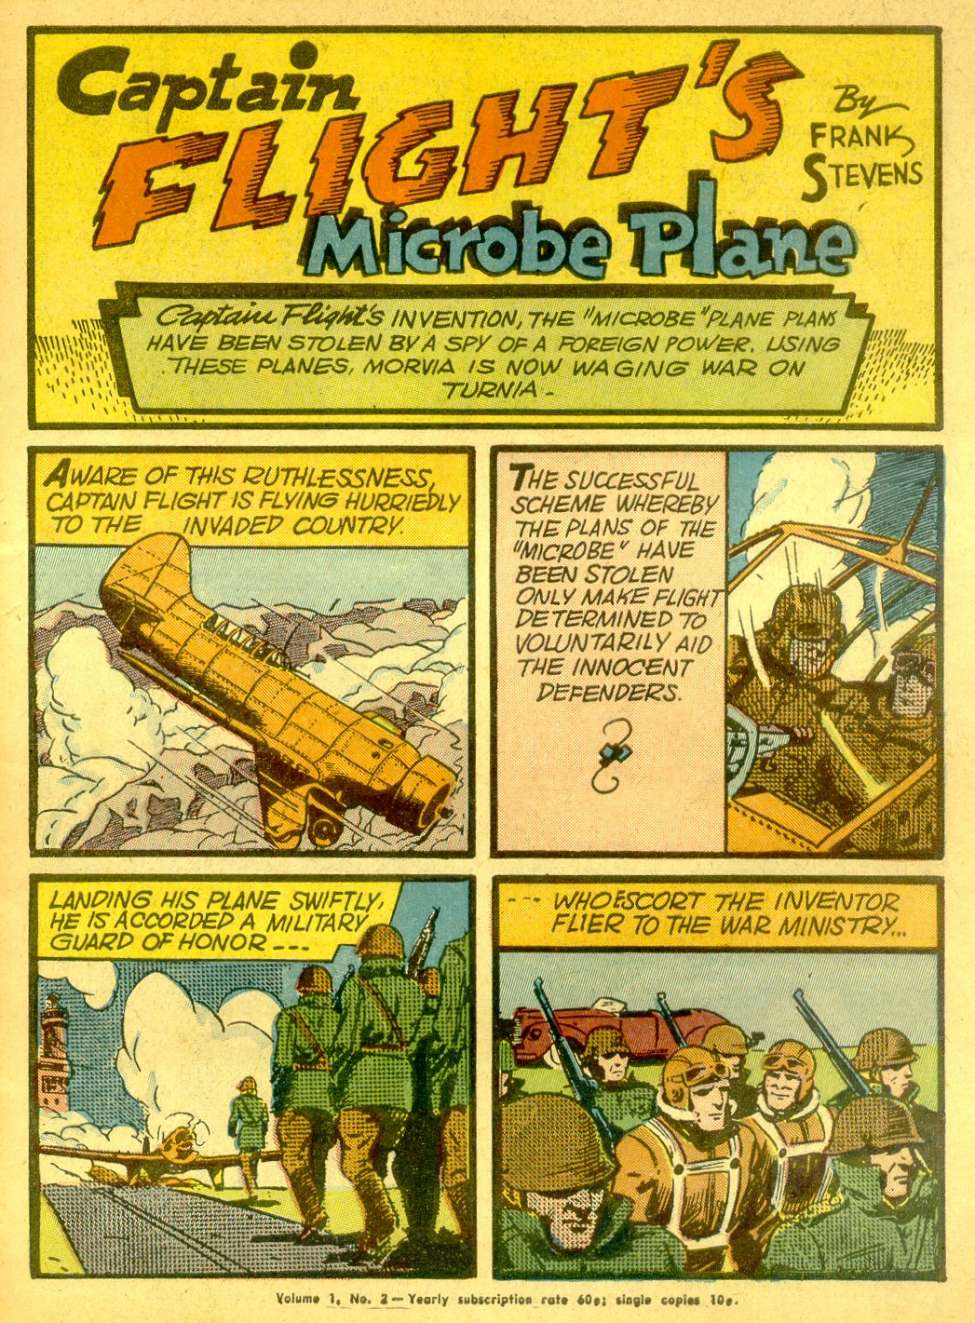 Captain
FLIGHT'S
Microbe Plane
By
FRANK
STEVENS
Captain Flight's INVENTION, THE "MICROBE" PLANE PLANS
HAVE BEEN STOLEN BY A SPY OF A FOREIGN POWER. USING
THESE PLANES, MORVIA IS NOW WAGING WAR ON
TURNIA -
AWARE OF THIS RUTHLESSNESS,
CAPTAIN FLIGHT IS FLYING HURRIEDLY
TO THE INVADED COUNTRY.
THE SUCCESSFUL
SCHEME WHEREBY
THE PLANS OF THE
"MICROBE" HAVE
BEEN STOLEN
ONLY MAKE FLIGHT
DETERMINED TO
VOLUNTARILY AID
THE INNOCENT
DEFENDERS.
LANDING HIS PLANE SWIFTLY,
HE IS ACCORDED A MILITARY
GUARD OF HONOR ---
--- WHO ESCORT THE INVENTOR
FLIER TO THE WAR MINISTRY...
Volume 1, No. 2 — Yearly subscription rate 60¢; single copies 10¢.